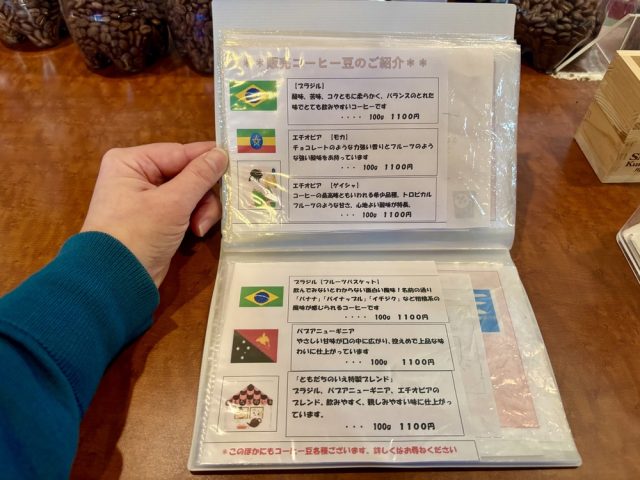 ＊＊販売コーヒー豆のご紹介＊＊
【ブラジル】
酸味、苦味、コクともに柔らかく、バランスのとれた
味でとても飲みやすいコーヒーです
・・・・ 100g 1100円
エチオピア 【モカ】
チョコレートのような力強い香りとフルーツのよう
な強い酸味をお持っています
・・・ 100g 1100円
エチオピア 【ゲイシャ】
コーヒーの最高峰ともいわれる希少品種、トロピカル
フルーツのような甘さ、心地よい酸味が特長。
・・・ 100g 1100円
ブラジル【フルーツバスケット】
飲んでみないとわからない面白い風味！名前の通り
「バナナ」「パイナップル」「イチジク」など柑橘系の
風味が感じられるコーヒーです
・・・・ 100g 1100円
パプアニューギニア
やさしい甘味が口の中に広がり、控えめで上品な味
わいに仕上がっています
・・・ 100g 1100円
「ともだちのいえ特製ブレンド」
ブラジル、パプアニューギニア、エチオピアの
ブレンド。飲みやすく、親しみやすい味に仕上がっ
ています。
・・・ 100g 1100円
＊このほかにもコーヒー豆各種ございます、詳しくはお尋ねください